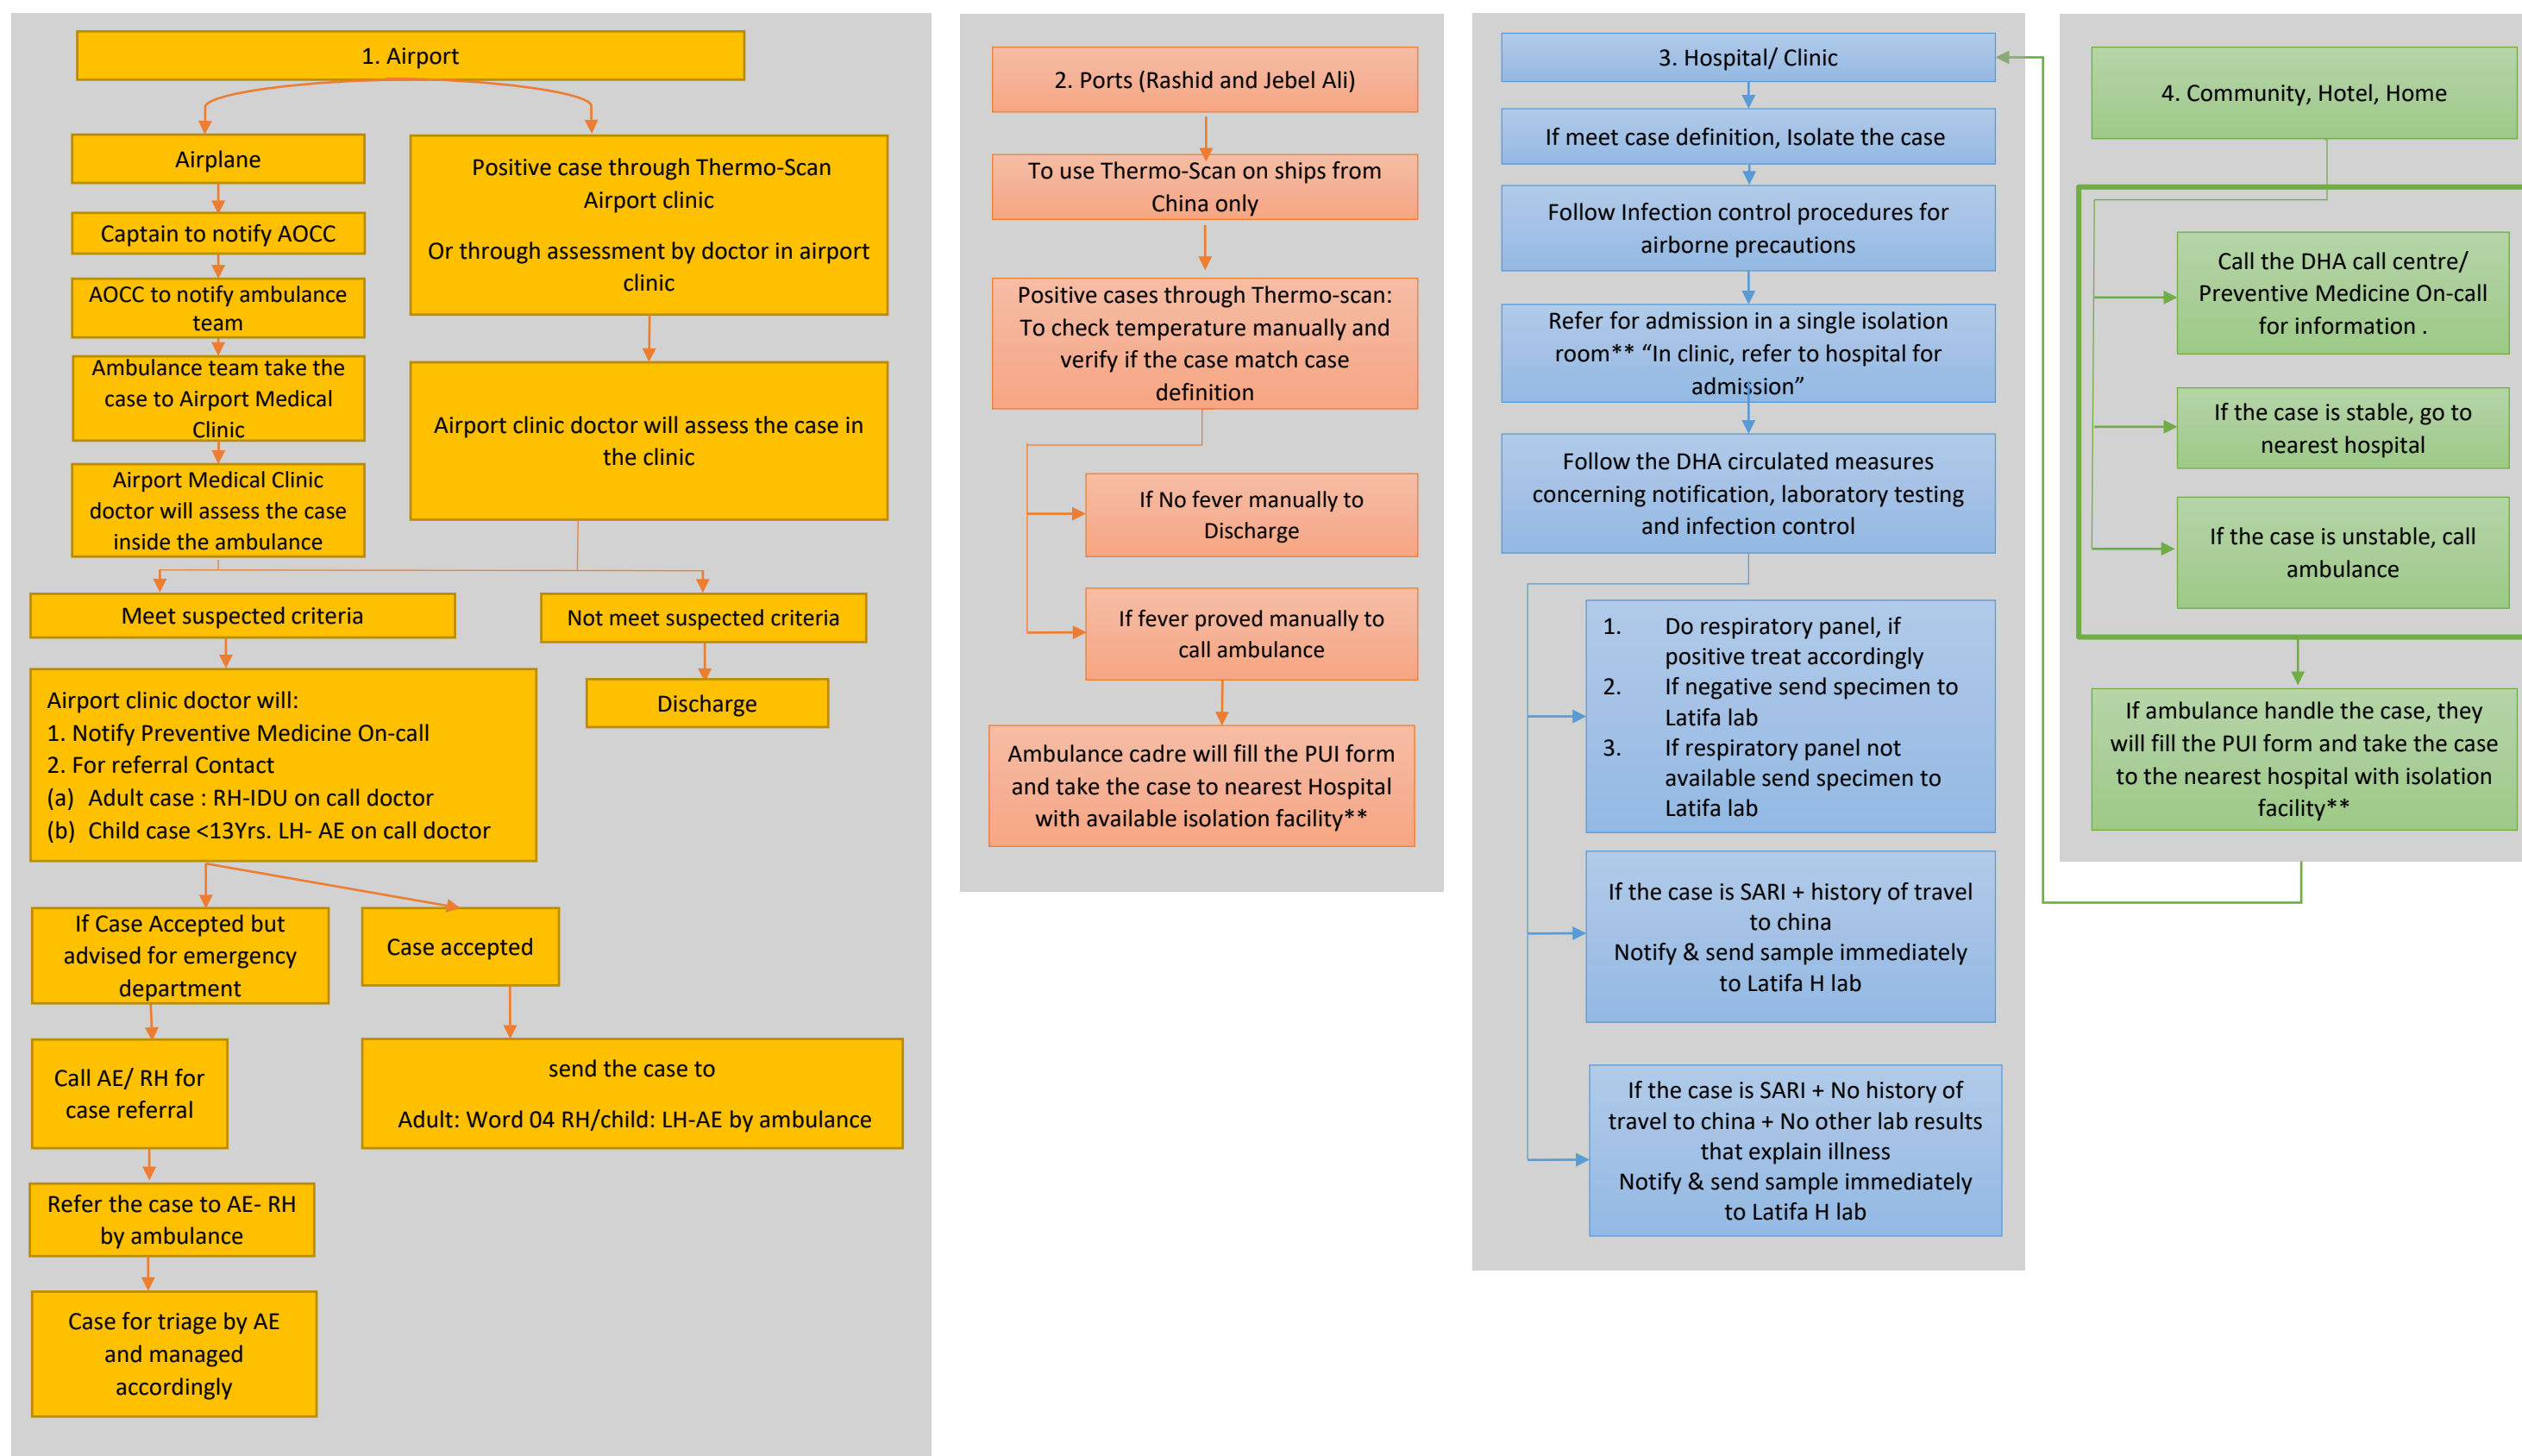 1. Airport
Airplane
Captain to notify AOCC
AOCC to notify ambulance
team
Ambulance team take the
case to Airport Medical
Clinic
Airport Medical Clinic
doctor will assess the case
inside the ambulance
Positive case through Thermo-Scan
Airport clinic
Or through assessment by doctor in airport
clinic
Airport clinic doctor will assess the case in
the clinic
Meet suspected criteria
Not meet suspected criteria
Discharge
Airport clinic doctor will:
1. Notify Preventive Medicine On-call
2. For referral Contact
(a) Adult case : RH-IDU on call doctor
(b) Child case <13Yrs. LH- AE on call doctor
If Case Accepted but
advised for emergency
department
Case accepted
Call AE/ RH for
case referral
send the case to
Adult: Word 04 RH/child: LH-AE by ambulance
Refer the case to AE- RH
by ambulance
Case for triage by AE
and managed
accordingly
2. Ports (Rashid and Jebel Ali)
To use Thermo-Scan on ships from
China only
Positive cases through Thermo-scan:
To check temperature manually and
verify if the case match case
definition
If No fever manually to
Discharge
If fever proved manually to
call ambulance
Ambulance cadre will fill the PUI form
and take the case to nearest Hospital
with available isolation facility**
3. Hospital/ Clinic
If meet case definition, Isolate the case
Follow Infection control procedures for
airborne precautions
Refer for admission in a single isolation
room** “In clinic, refer to hospital for
admission”
Follow the DHA circulated measures
concerning notification, laboratory testing
and infection control
1. Do respiratory panel, if
positive treat accordingly
2. If negative send specimen to
Latifa lab
3. If respiratory panel not
available send specimen to
Latifa lab
If the case is SARI + history of travel
to china
Notify & send sample immediately
to Latifa H lab
If the case is SARI + No history of
travel to china + No other lab results
that explain illness
Notify & send sample immediately
to Latifa H lab
4. Community, Hotel, Home
Call the DHA call centre/
Preventive Medicine On-call
for information .
If the case is stable, go to
nearest hospital
If the case is unstable, call
ambulance
If ambulance handle the case, they
will fill the PUI form and take the case
to the nearest hospital with isolation
facility**